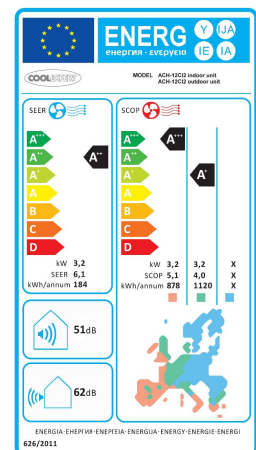 ENERG Y IJA
енергия · ενεργεια IE IA
COOLEXPERT
MODEL ACH-12CI2 indoor unit
ACH-12CI2 outdoor unit
SEER SCOP
A+++ A+++ A+++
A++ A++ A++
A+ A+ A+
A A
B B
C C
D D
kW 3,2 kW 3,2 3,2 X
SEER 6,1 SCOP 5,1 4,0 X
kWh/annum 184 kWh/annum 878 1120 X
51dB
62dB
ENERGIA·ЕНЕРГИЯ·ΕΝΕΡΓΕΙΑ·ENERGIJA·ENERGY·ENERGIE·ENERGI
626/2011